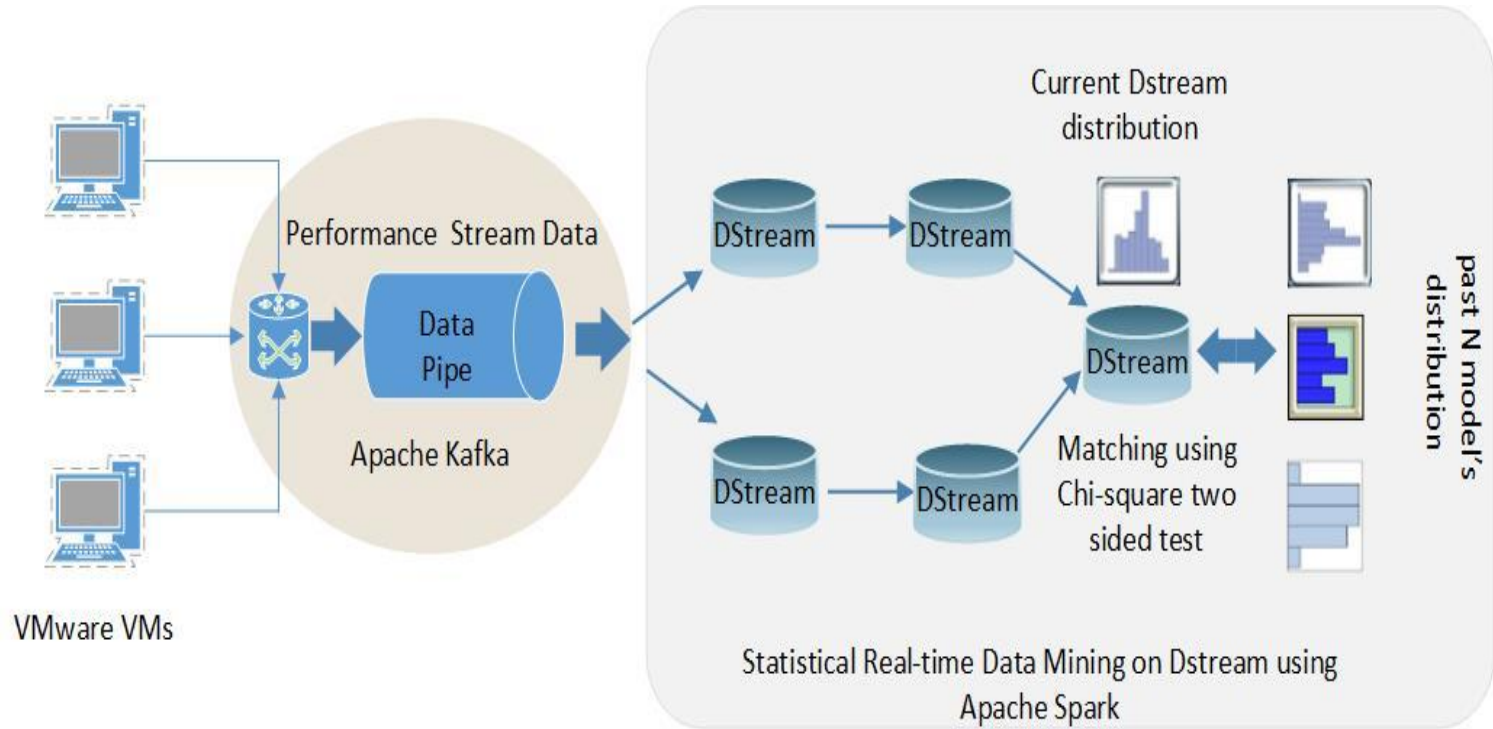 VMware VMs
Performance Stream Data
Data
Pipe
Apache Kafka
DStream
DStream
DStream
DStream
DStream
Current Dstream
distribution
Matching using
Chi-square two
sided test
past N model's
distribution
Statistical Real-time Data Mining on Dstream using
Apache Spark